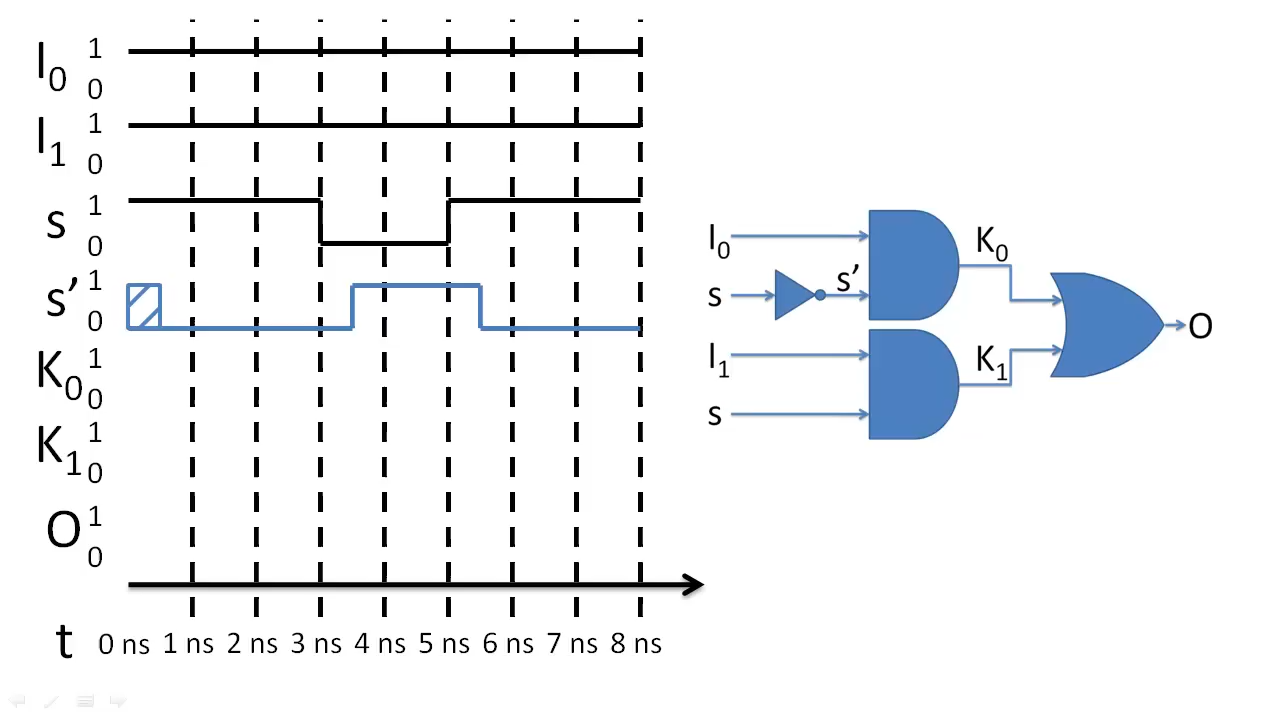 I₀ 1
0
I₁ 1
0
s 1
0
s’ 1
0
K₀ 1
0
K₁ 1
0
O 1
0
t 0 ns 1 ns 2 ns 3 ns 4 ns 5 ns 6 ns 7 ns 8 ns
I₀
s
s’
I₁
s
K₀
K₁
O